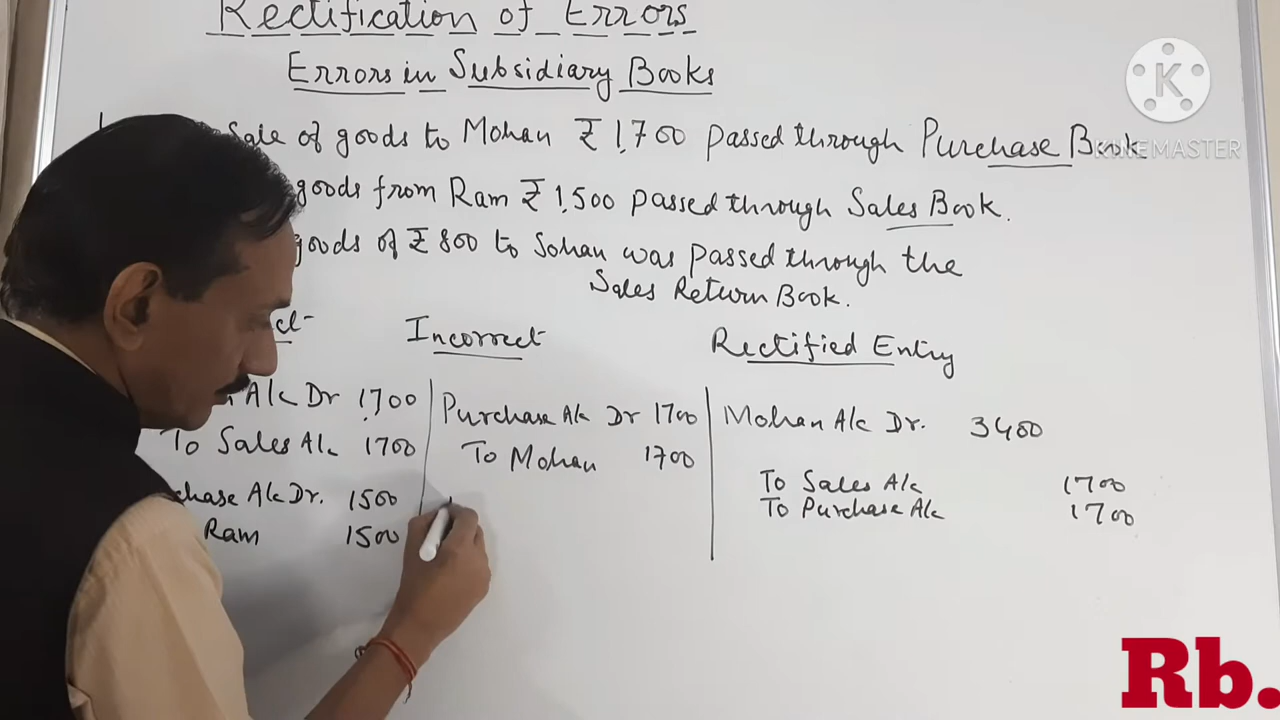 Rectification of Errors
Errors in Subsidiary Books
Sale of goods to Mohan ₹ 1,700 passed through Purchase Book
goods from Ram ₹ 1,500 passed through Sales Book.
goods of ₹ 800 to Sohan was passed through the
Sales Return Book.
Incorrect
Rectified Entry
A/c Dr 1,700
To Sales A/c 1700
A/c Dr. 1500
Ram 1500
Purchase A/c Dr 1700
To Mohan 1700
Mohan A/c Dr. 3400
To Sales A/c 1700
To Purchase A/c 1700
K
KINEMASTER
Rb.